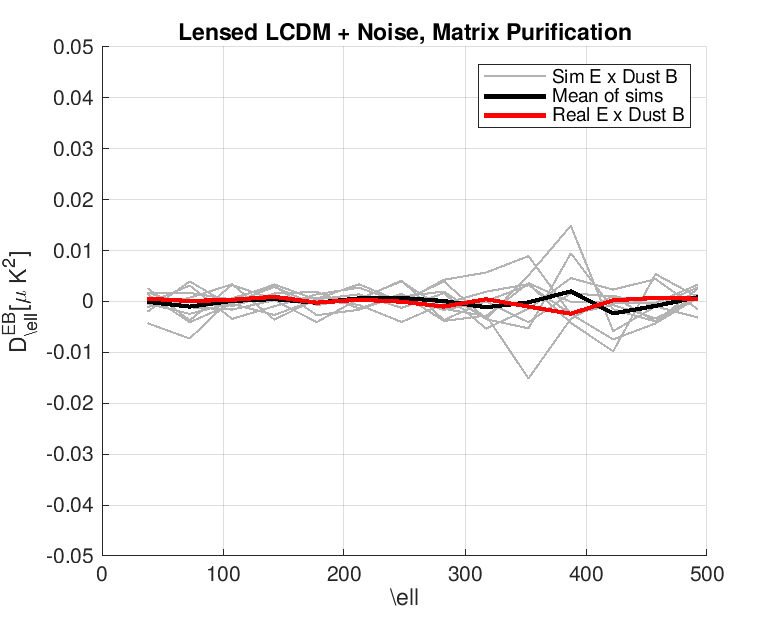 Lensed LCDM + Noise, Matrix Purification
Sim E x Dust B
Mean of sims
Real E x Dust B
0.05
0.04
0.03
0.02
0.01
0
-0.01
-0.02
-0.03
-0.04
-0.05
D^{EB}_{\ell}[μ K^2]
0 100 200 300 400 500
\ell